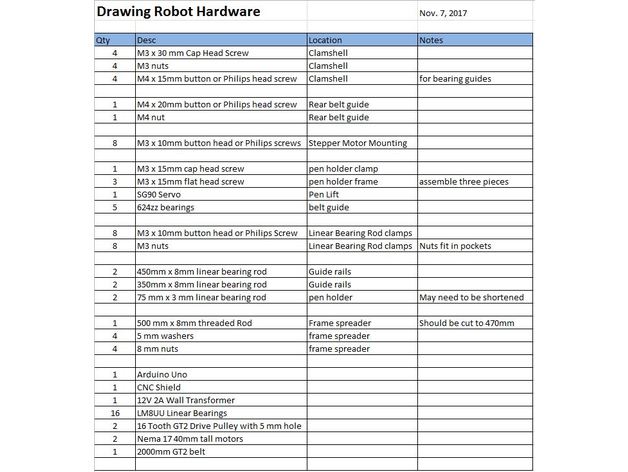 Drawing Robot Hardware Nov. 7, 2017
Qty Desc Location Notes
4 M3 x 30 mm Cap Head Screw Clamshell
4 M3 nuts Clamshell
4 M4 x 15mm button or Philips head screw Clamshell for bearing guides
1 M4 x 20mm button or Philips head screw Rear belt guide
1 M4 nut Rear belt guide
8 M3 x 10mm button head or Philips screws Stepper Motor Mounting
1 M3 x 15mm cap head screw pen holder clamp
3 M3 x 15mm flat head screw pen holder frame assemble three pieces
1 SG90 Servo Pen Lift
5 624zz bearings belt guide
8 M3 x 10mm button head or Philips Screw Linear Bearing Rod clamps
8 M3 nuts Linear Bearing Rod clamps Nuts fit in pockets
2 450mm x 8mm linear bearing rod Guide rails
2 350mm x 8mm linear bearing rod Guide rails
2 75 mm x 3 mm linear bearing rod pen holder May need to be shortened
1 500 mm x 8mm threaded Rod Frame spreader Should be cut to 470mm
4 5 mm washers frame spreader
4 8 mm nuts frame spreader
1 Arduino Uno
1 CNC Shield
1 12V 2A Wall Transformer
16 LM8UU Linear Bearings
2 16 Tooth GT2 Drive Pulley with 5 mm hole
2 Nema 17 40mm tall motors
1 2000mm GT2 belt